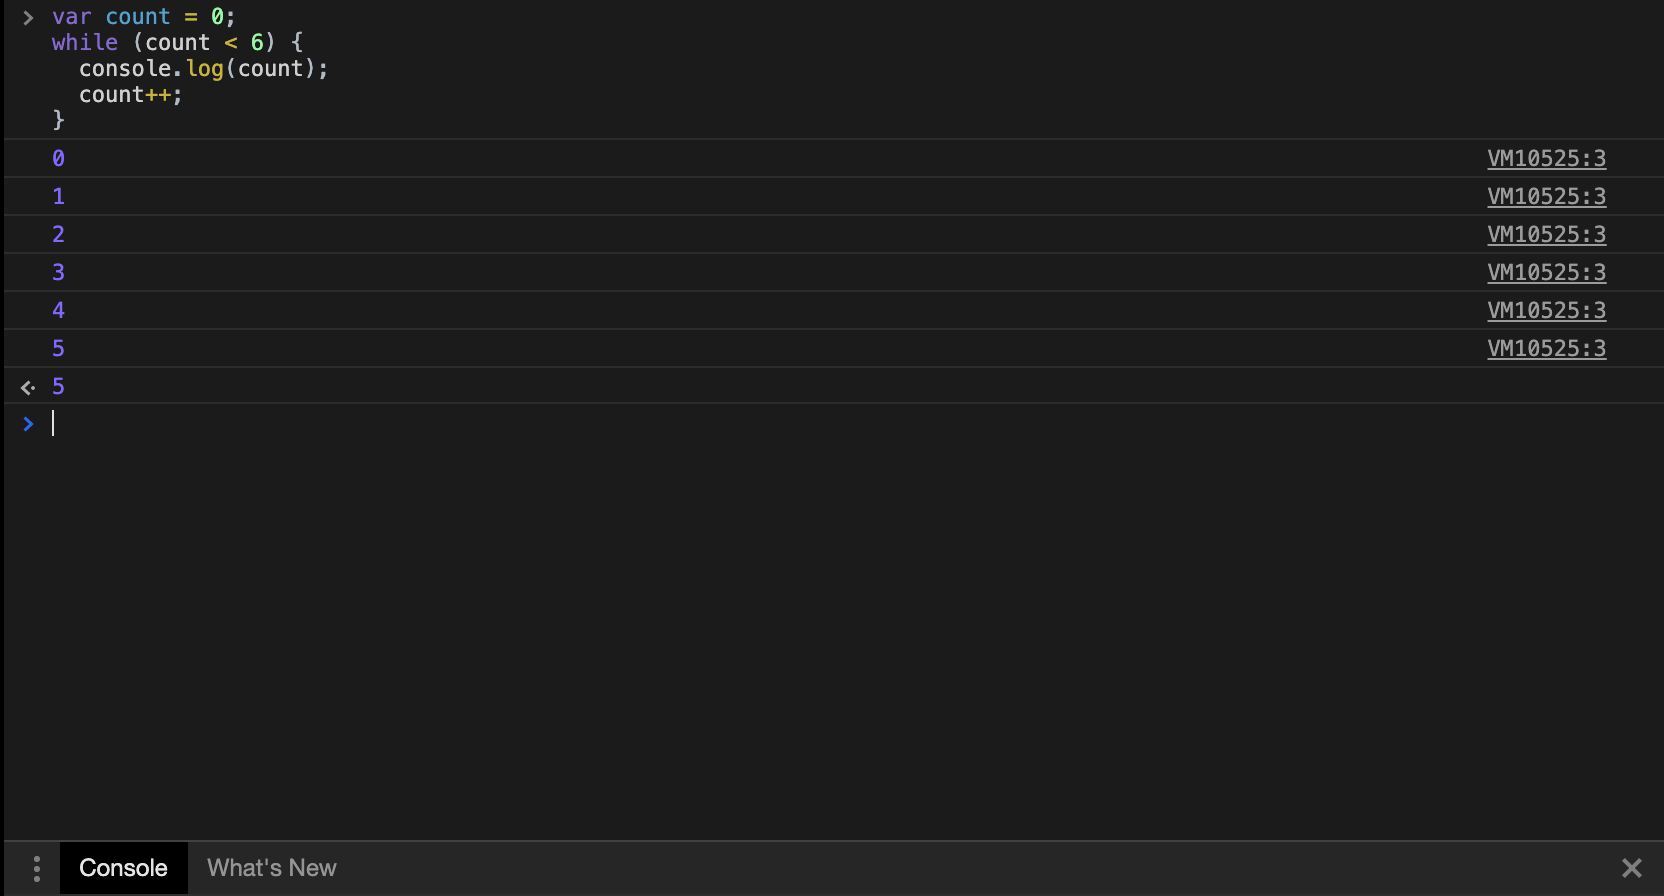 > var count = 0;
while (count < 6) {
  console.log(count);
  count++;
}
0 VM10525:3
1 VM10525:3
2 VM10525:3
3 VM10525:3
4 VM10525:3
5 VM10525:3
5
>
Console What's New